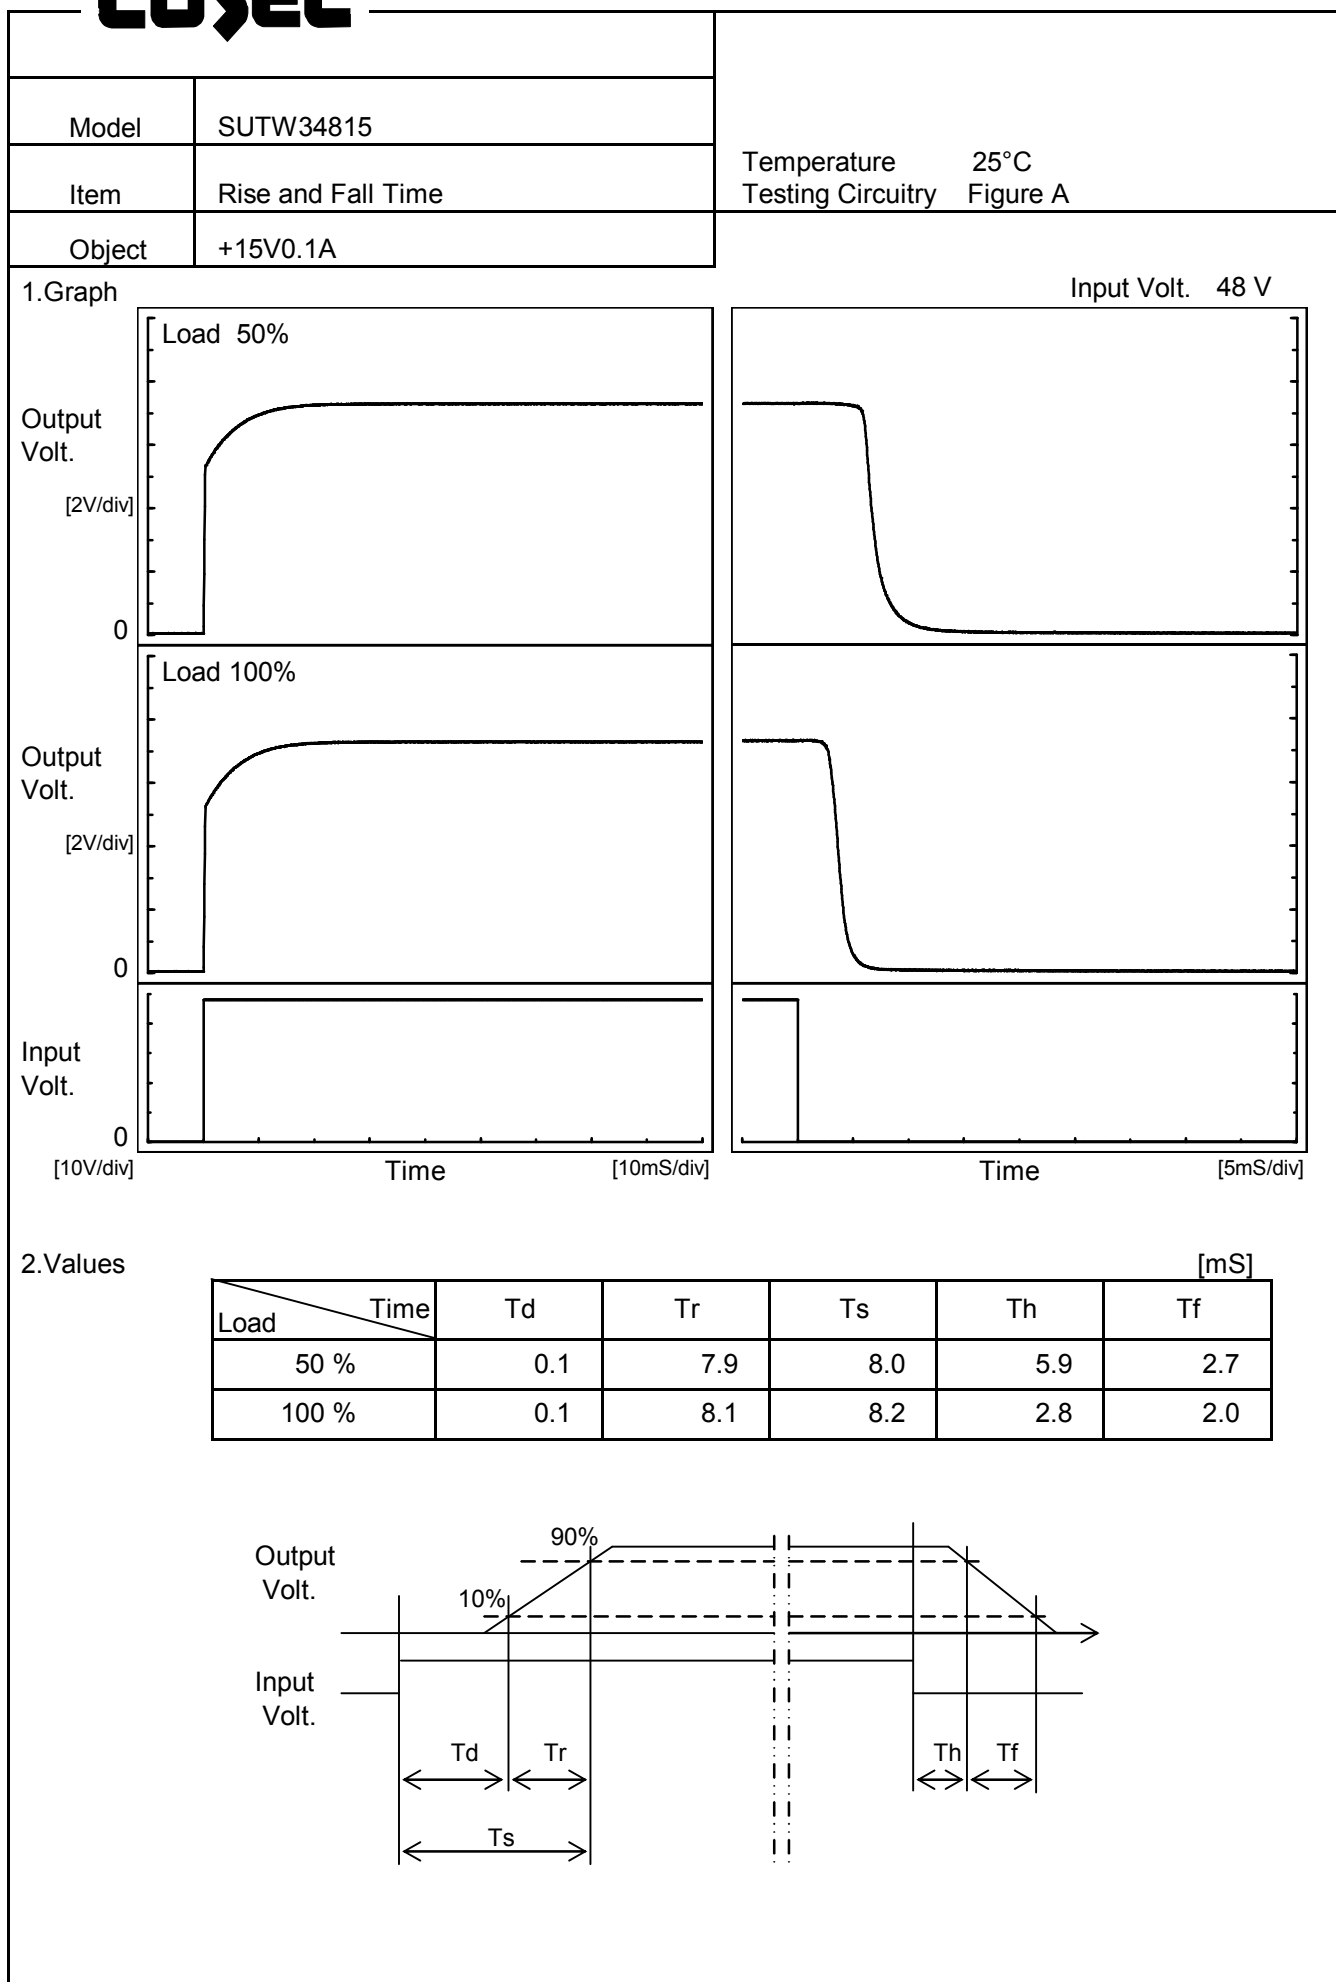 COSEL
Model SUTW34815
Item Rise and Fall Time
Temperature 25°C
Testing Circuitry Figure A
Object +15V0.1A
1.Graph
Input Volt. 48 V
Load 50%
Output
Volt.
[2V/div]
0
Load 100%
Output
Volt.
[2V/div]
0
Input
Volt.
0
[10V/div] Time [10mS/div] Time [5mS/div]
2.Values [mS]
Time
Load Td Tr Ts Th Tf
50 % 0.1 7.9 8.0 5.9 2.7
100 % 0.1 8.1 8.2 2.8 2.0
Output
Volt.
90%
10%
Input
Volt.
Td Tr Th Tf
Ts